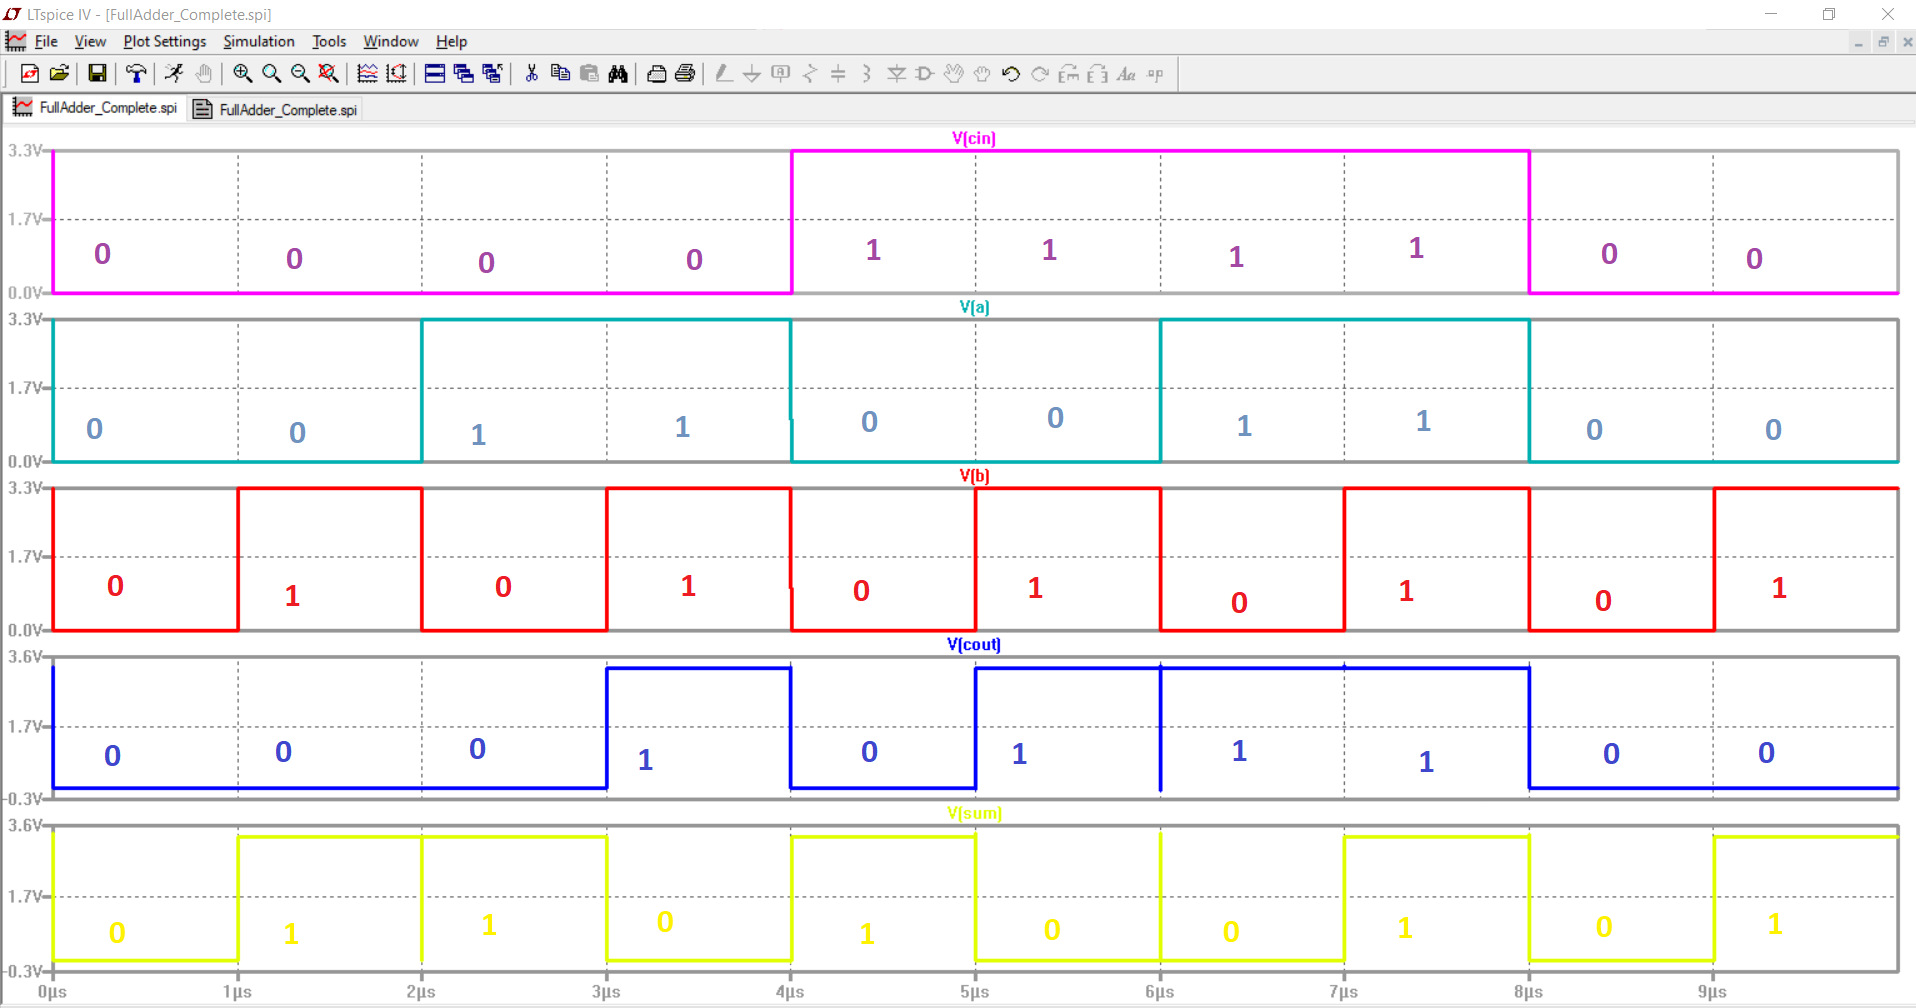 LTspice IV - [FullAdder_Complete.spi]
File View Plot Settings Simulation Tools Window Help
FullAdder_Complete.spi FullAdder_Complete.spi
V(cin)
3.3V
1.7V
0 0 0 0 1 1 1 1 0 0
0.0V
V(a)
3.3V
1.7V
0 0 1 1 0 0 1 1 0 0
0.0V
V(b)
3.3V
1.7V
0 1 0 1 0 1 0 1 0 1
0.0V
V(cout)
3.6V
1.7V
0 0 0 1 0 1 1 1 0 0
-0.3V
V(sum)
3.6V
1.7V
0 1 1 0 1 0 0 1 0 1
-0.3V
0µs 1µs 2µs 3µs 4µs 5µs 6µs 7µs 8µs 9µs